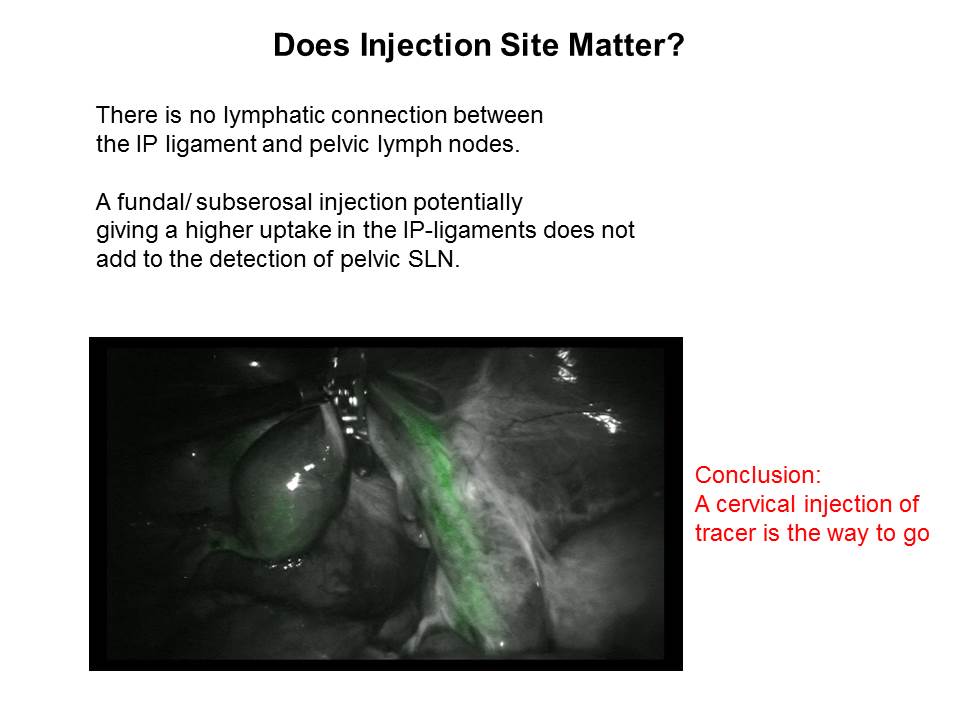 Does Injection Site Matter?
There is no lymphatic connection between
the IP ligament and pelvic lymph nodes.
A fundal/ subserosal injection potentially
giving a higher uptake in the IP-ligaments does not
add to the detection of pelvic SLN.
Conclusion:
A cervical injection of
tracer is the way to go